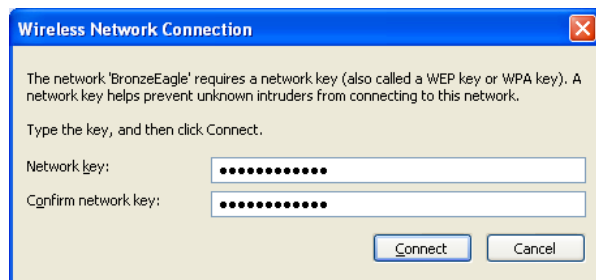 Wireless Network Connection
The network 'BronzeEagle' requires a network key (also called a WEP key or WPA key). A
network key helps prevent unknown intruders from connecting to this network.
Type the key, and then click Connect.
Network key: ••••••••••••
Confirm network key: ••••••••••••
Connect Cancel